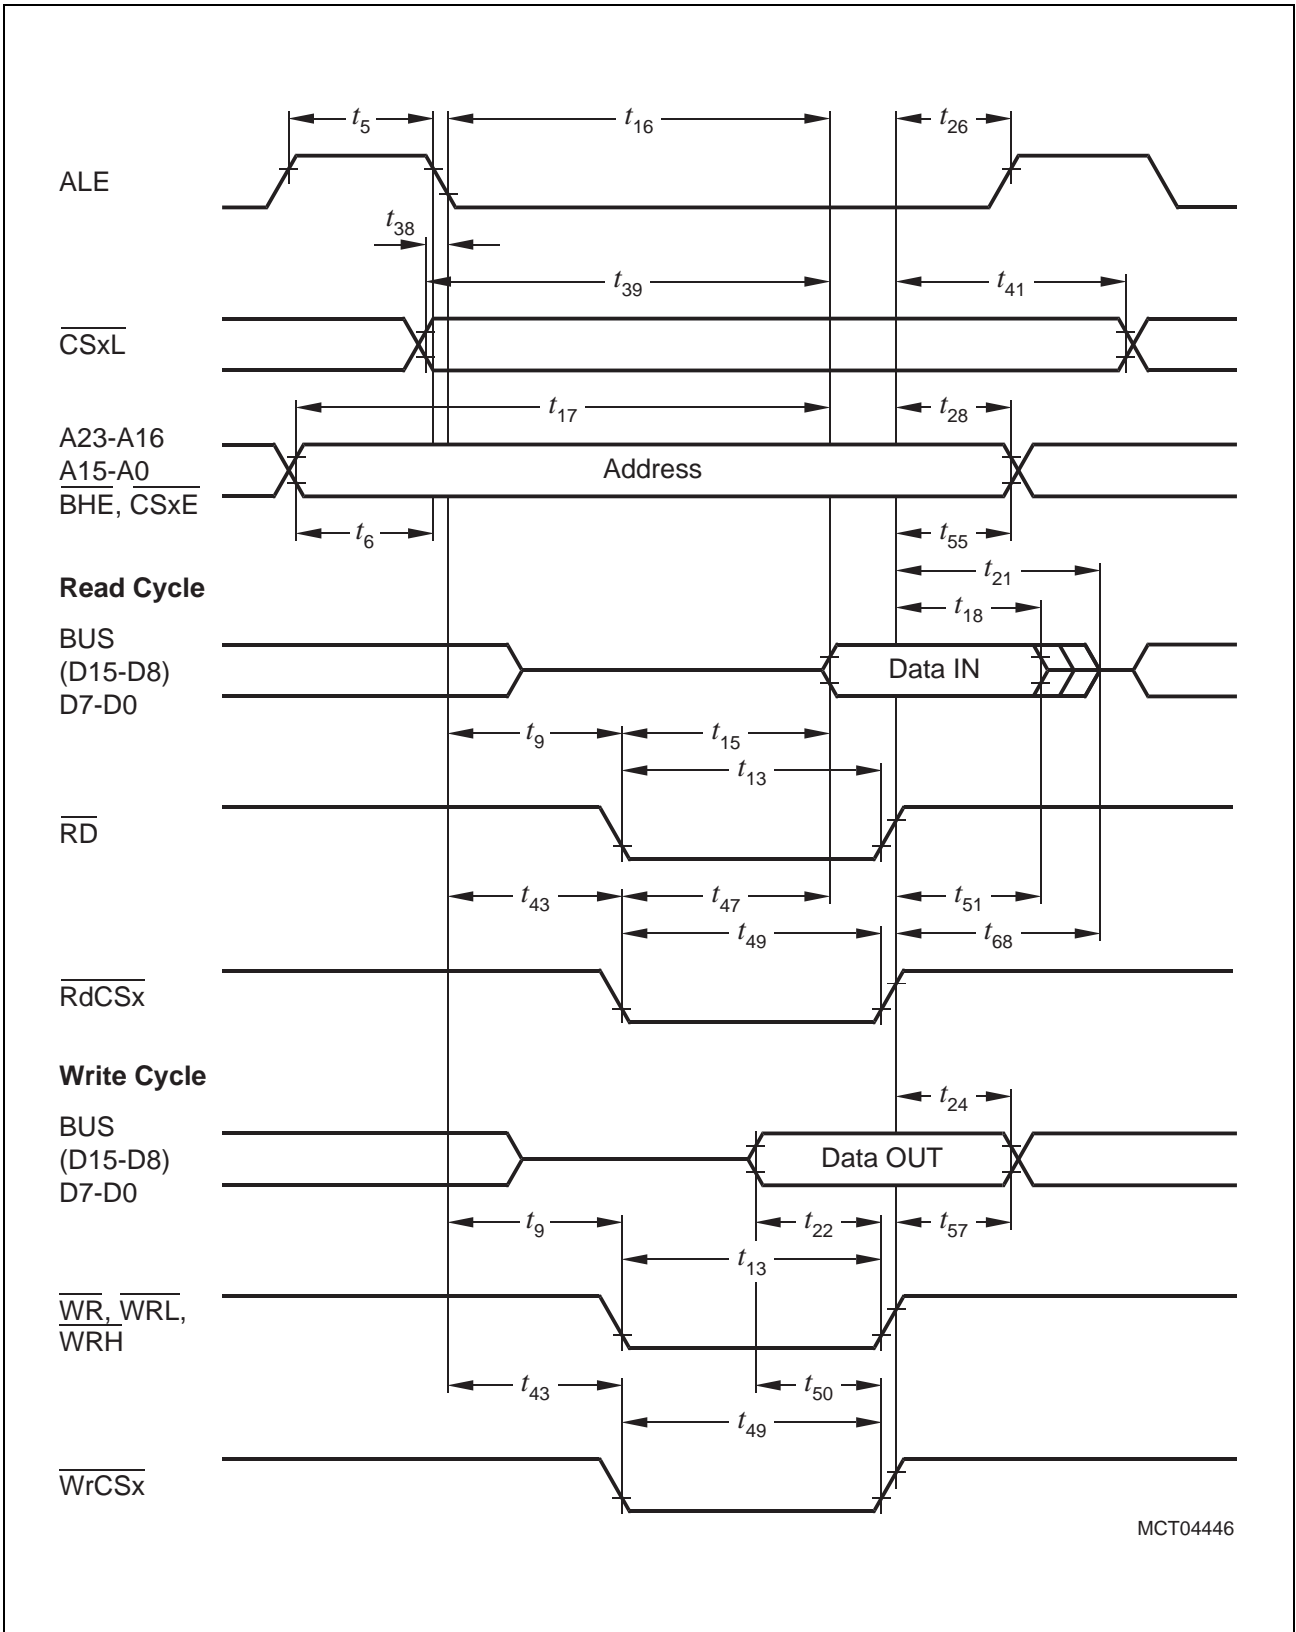 t5 t16 t26
ALE
t38
t39 t41
CSxL
t17 t28
A23-A16
A15-A0
BHE, CSxE
Address
t6 t55
t21
Read Cycle
t18
BUS
(D15-D8)
D7-D0
Data IN
t9 t15
t13
RD
t43 t47 t51
t49 t68
RdCSx
Write Cycle
t24
BUS
(D15-D8)
D7-D0
Data OUT
t9 t22 t57
t13
WR, WRL,
WRH
t43 t50
t49
WrCSx
MCT04446